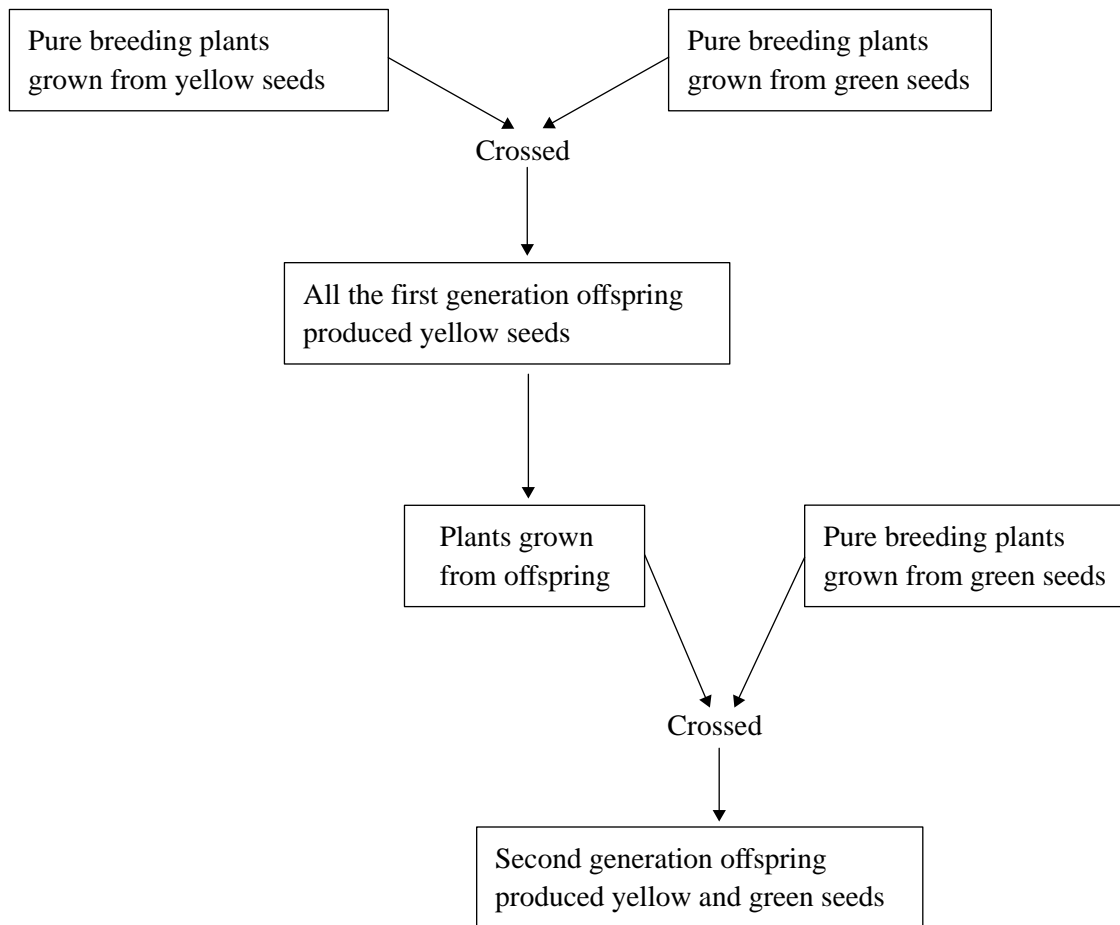 Pure breeding plants
grown from yellow seeds
Pure breeding plants
grown from green seeds
Crossed
All the first generation offspring
produced yellow seeds
Plants grown
from offspring
Pure breeding plants
grown from green seeds
Crossed
Second generation offspring
produced yellow and green seeds